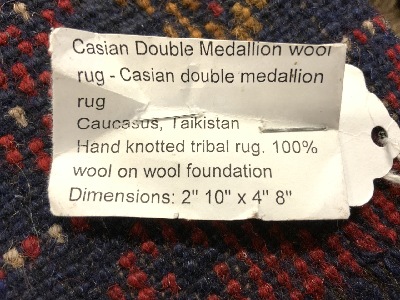 Casian Double Medallion wool
rug - Casian double medallion
rug
Caucasus, Taikistan
Hand knotted tribal rug. 100%
wool on wool foundation
Dimensions: 2" 10" x 4" 8"